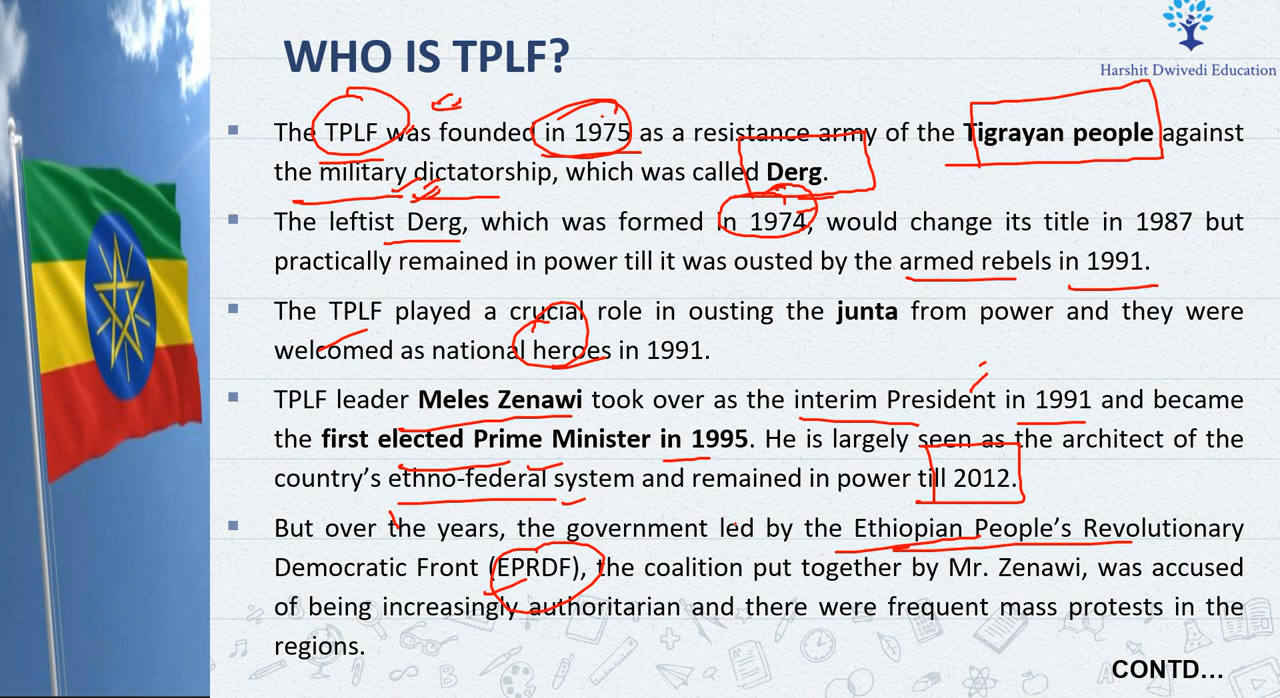 WHO IS TPLF?
Harshit Dwivedi Education
The TPLF was founded in 1975 as a resistance army of the Tigrayan people against
the military dictatorship, which was called Derg.
The leftist Derg, which was formed in 1974, would change its title in 1987 but
practically remained in power till it was ousted by the armed rebels in 1991.
The TPLF played a crucial role in ousting the junta from power and they were
welcomed as national heroes in 1991.
TPLF leader Meles Zenawi took over as the interim President in 1991 and became
the first elected Prime Minister in 1995. He is largely seen as the architect of the
country's ethno-federal system and remained in power till 2012.
But over the years, the government led by the Ethiopian People's Revolutionary
Democratic Front (EPRDF), the coalition put together by Mr. Zenawi, was accused
of being increasingly authoritarian and there were frequent mass protests in the
regions.
CONTD...